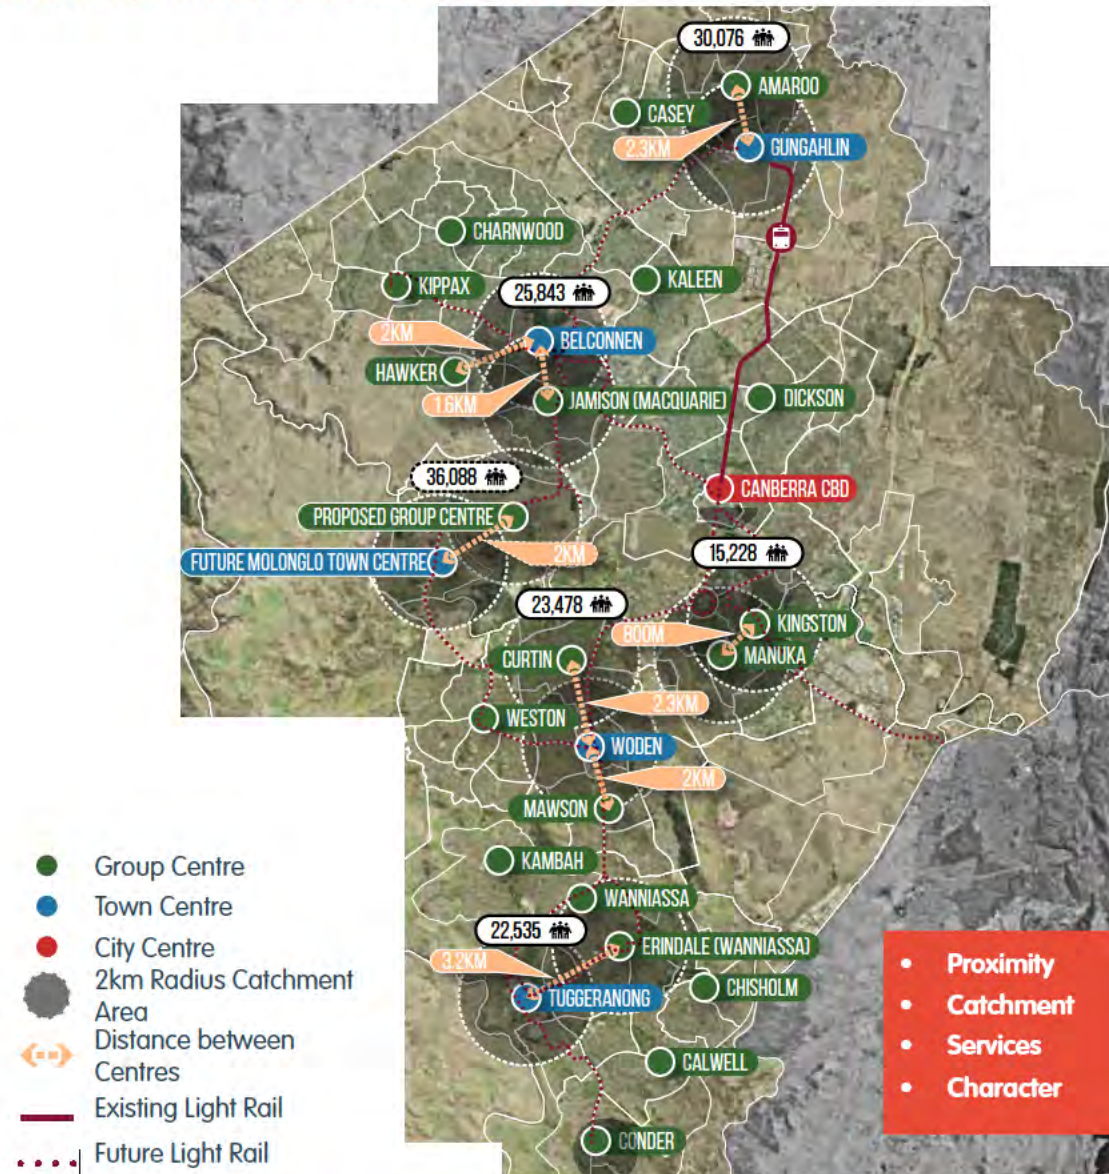 30,076
AMAROO
CASEY
2.3KM
GUNGAHLIN
CHARNWOOD
KIPPAX
25,843
KALEEN
2KM
BELCONNEN
HAWKER
1.6KM
JAMISON (MACQUARIE)
DICKSON
36,088
CANBERRA CBD
PROPOSED GROUP CENTRE
FUTURE MOLONGLO TOWN CENTRE
2KM
15,228
23,478
800M
KINGSTON
CURTIN
MANUKA
2.3KM
WESTON
WODEN
2KM
MAWSON
KAMBAH
WANNIASSA
22,535
ERINDALE (WANNIASSA)
3.2KM
TUGGERANONG
CHISHOLM
CALWELL
CONDER
Group Centre
Town Centre
City Centre
2km Radius Catchment
Area
Distance between
Centres
Existing Light Rail
Future Light Rail
• Proximity
• Catchment
• Services
• Character